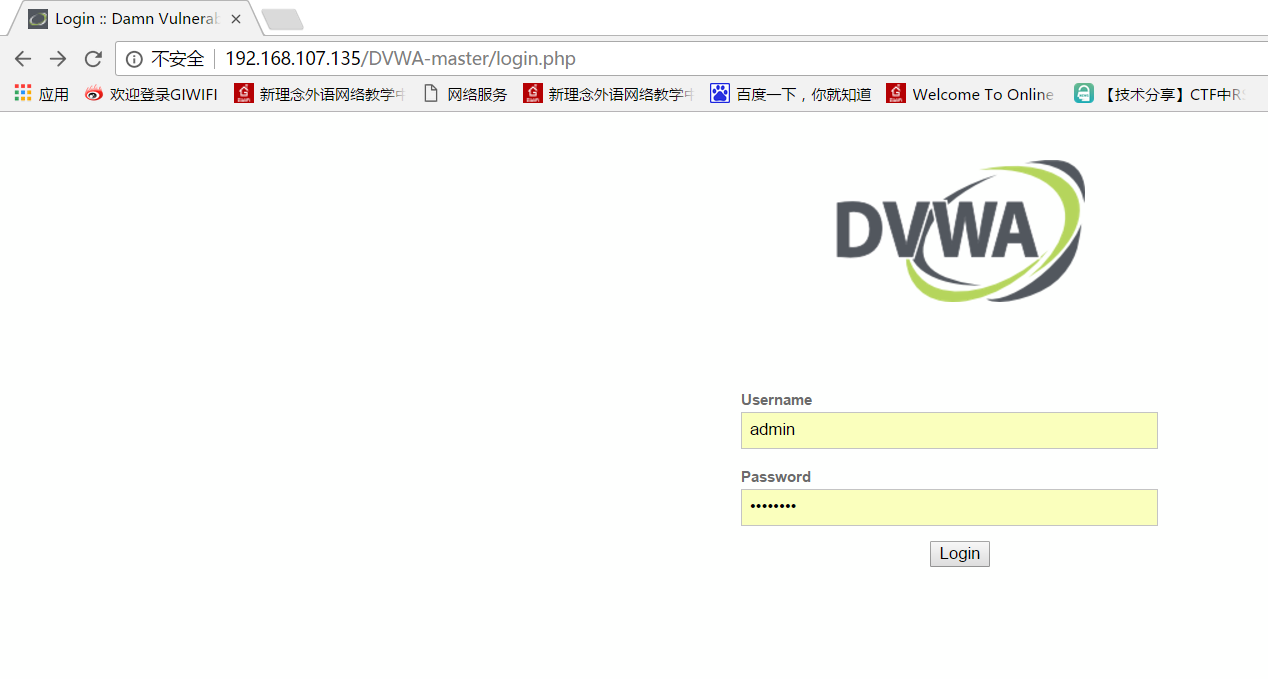 Login :: Damn Vulnerab
不安全 192.168.107.135/DVWA-master/login.php
应用 欢迎登录GIWIFI 新理念外语网络教学中 网络服务 新理念外语网络教学中 百度一下，你就知道 Welcome To Online 【技术分享】CTF中RS
DVWA
Username
admin
Password
••••••••
Login